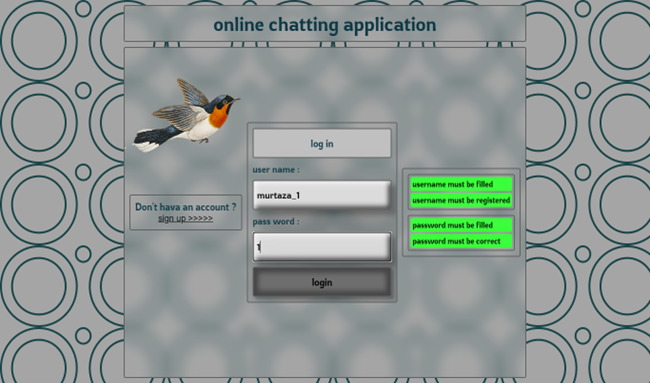 online chatting application
log in
user name :
murtaza_1
Don't hava an account ?
sign up >>>>>
pass word :
1
login
username must be filled
username must be registered
password must be filled
password must be correct